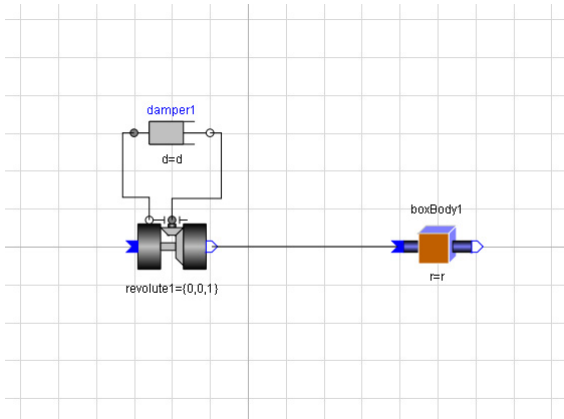 damper1
d=d
boxBody1
r=r
revolute1={0,0,1}